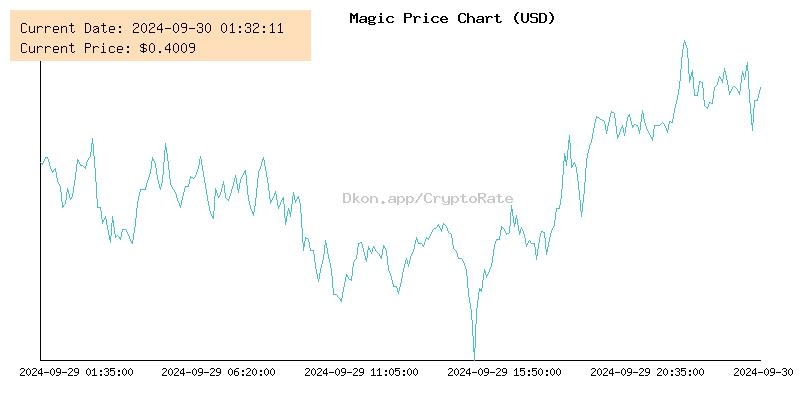 Magic Price Chart (USD)
Current Date: 2024-09-30 01:32:11
Current Price: $0.4009
Dkon.app/CryptoRate
2024-09-29 01:35:00 2024-09-29 06:20:00 2024-09-29 11:05:00 2024-09-29 15:50:00 2024-09-29 20:35:00 2024-09-30